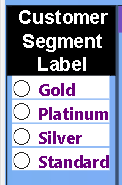 Customer
Segment
Label
Gold
Platinum
Silver
Standard